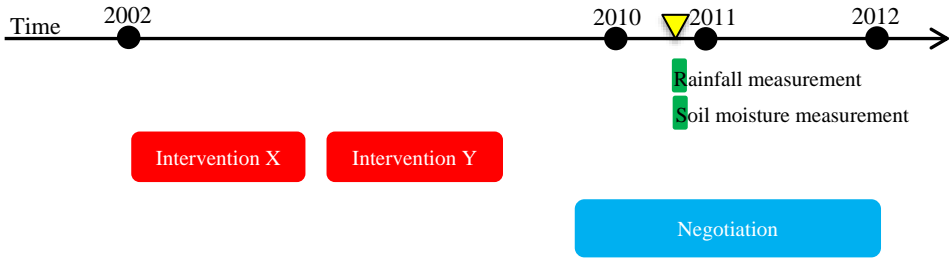 Time 2002 2010 2011 2012
Rainfall measurement
Soil moisture measurement
Intervention X Intervention Y
Negotiation